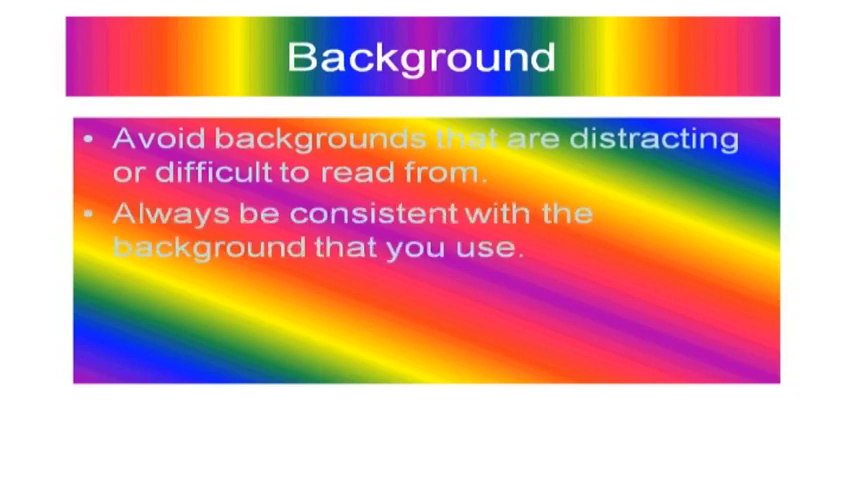 Background
• Avoid backgrounds that are distracting
or difficult to read from.
• Always be consistent with the
background that you use.